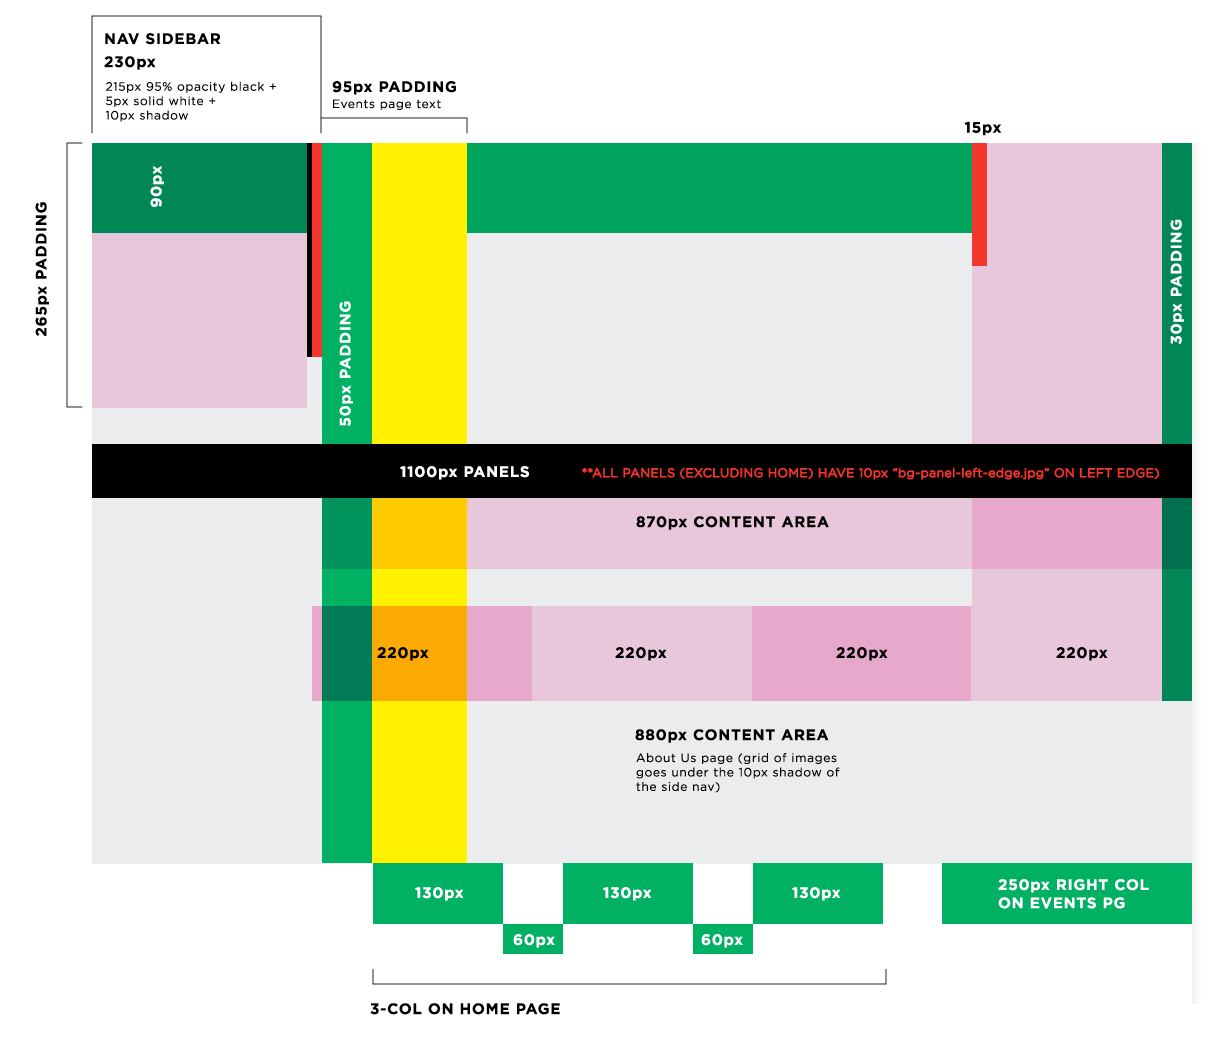 NAV SIDEBAR
230px
215px 95% opacity black +
5px solid white +
10px shadow
95px PADDING
Events page text
15px
90px
265px PADDING
50px PADDING
30px PADDING
1100px PANELS
**ALL PANELS (EXCLUDING HOME) HAVE 10px "bg-panel-left-edge.jpg" ON LEFT EDGE)
870px CONTENT AREA
220px
220px
220px
220px
880px CONTENT AREA
About Us page (grid of images
goes under the 10px shadow of
the side nav)
130px
130px
130px
250px RIGHT COL
ON EVENTS PG
60px
60px
3-COL ON HOME PAGE